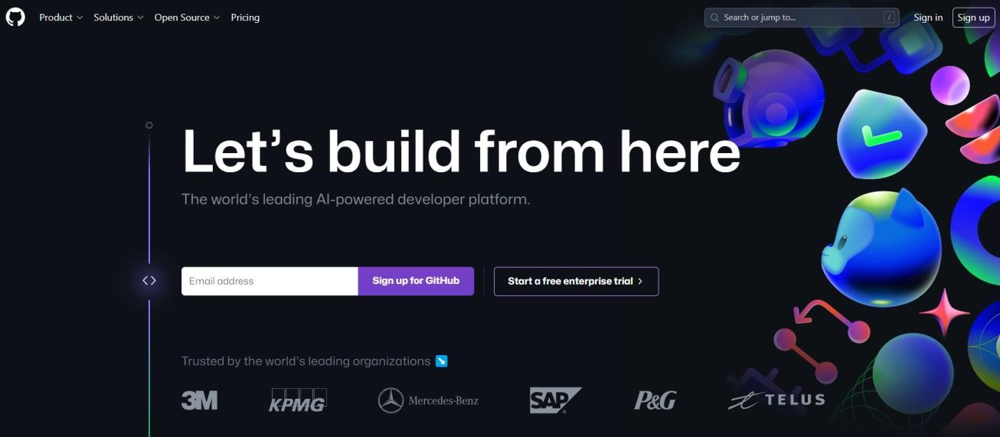 Product Solutions Open Source Pricing Search or jump to... / Sign in Sign up
Let’s build from here
The world’s leading AI-powered developer platform.
Email address Sign up for GitHub Start a free enterprise trial
Trusted by the world’s leading organizations
3M KPMG Mercedes-Benz SAP P&G TELUS